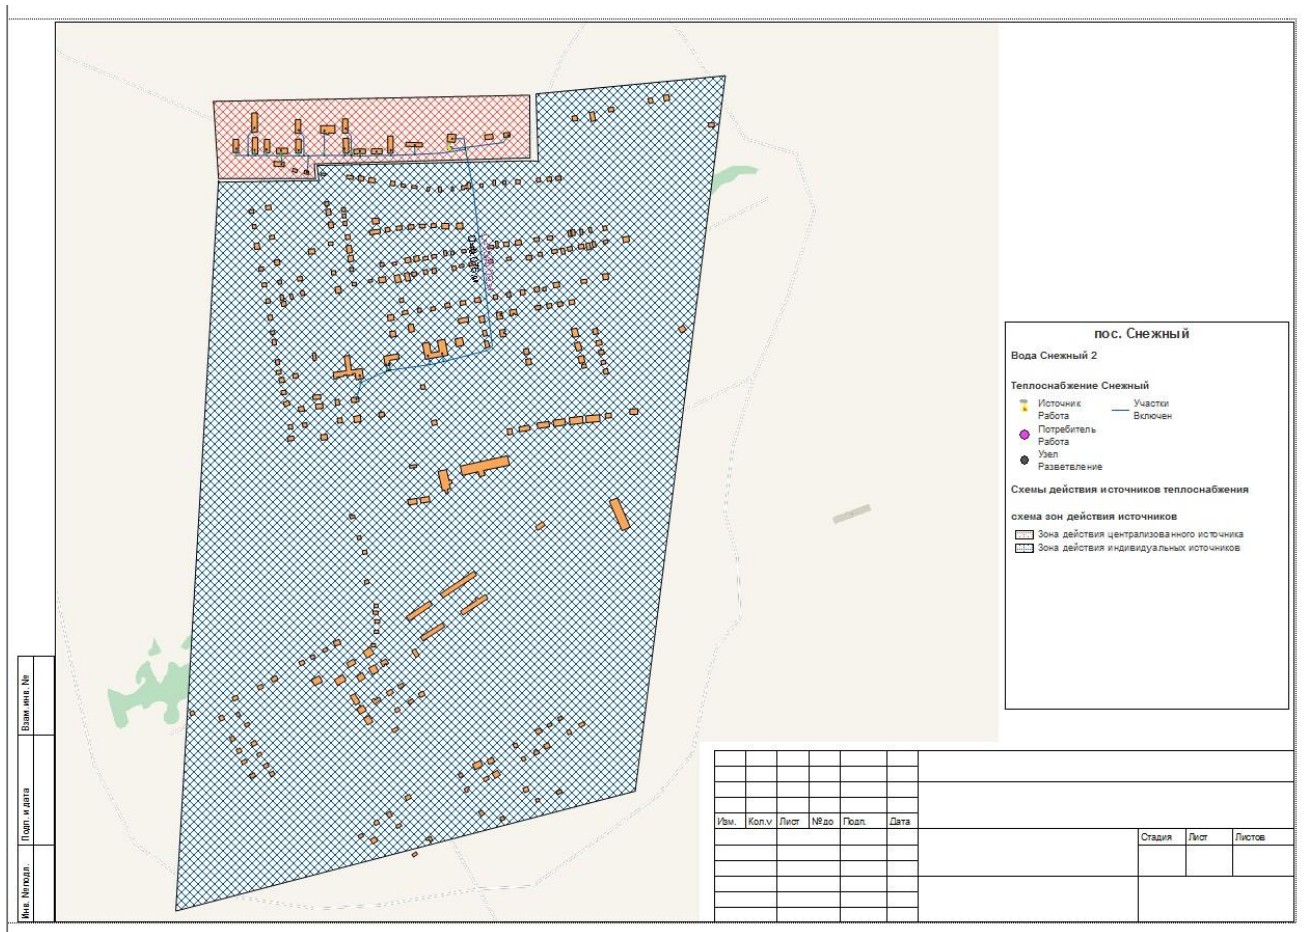 пос. Снежный
Вода Снежный 2
Теплоснабжение Снежный
Источник
Работа
Участки
Включен
Потребитель
Работа
Узел
Разветвление
Схемы действия источников теплоснабжения
схема зон действия источников
Зона действия централизованного источника
Зона действия индивидуальных источников
Взам. инв. №
Подп. и дата
Инв. №подл.
Изм. Кол.у Лист №до Подп. Дата
Стадия Лист Листов